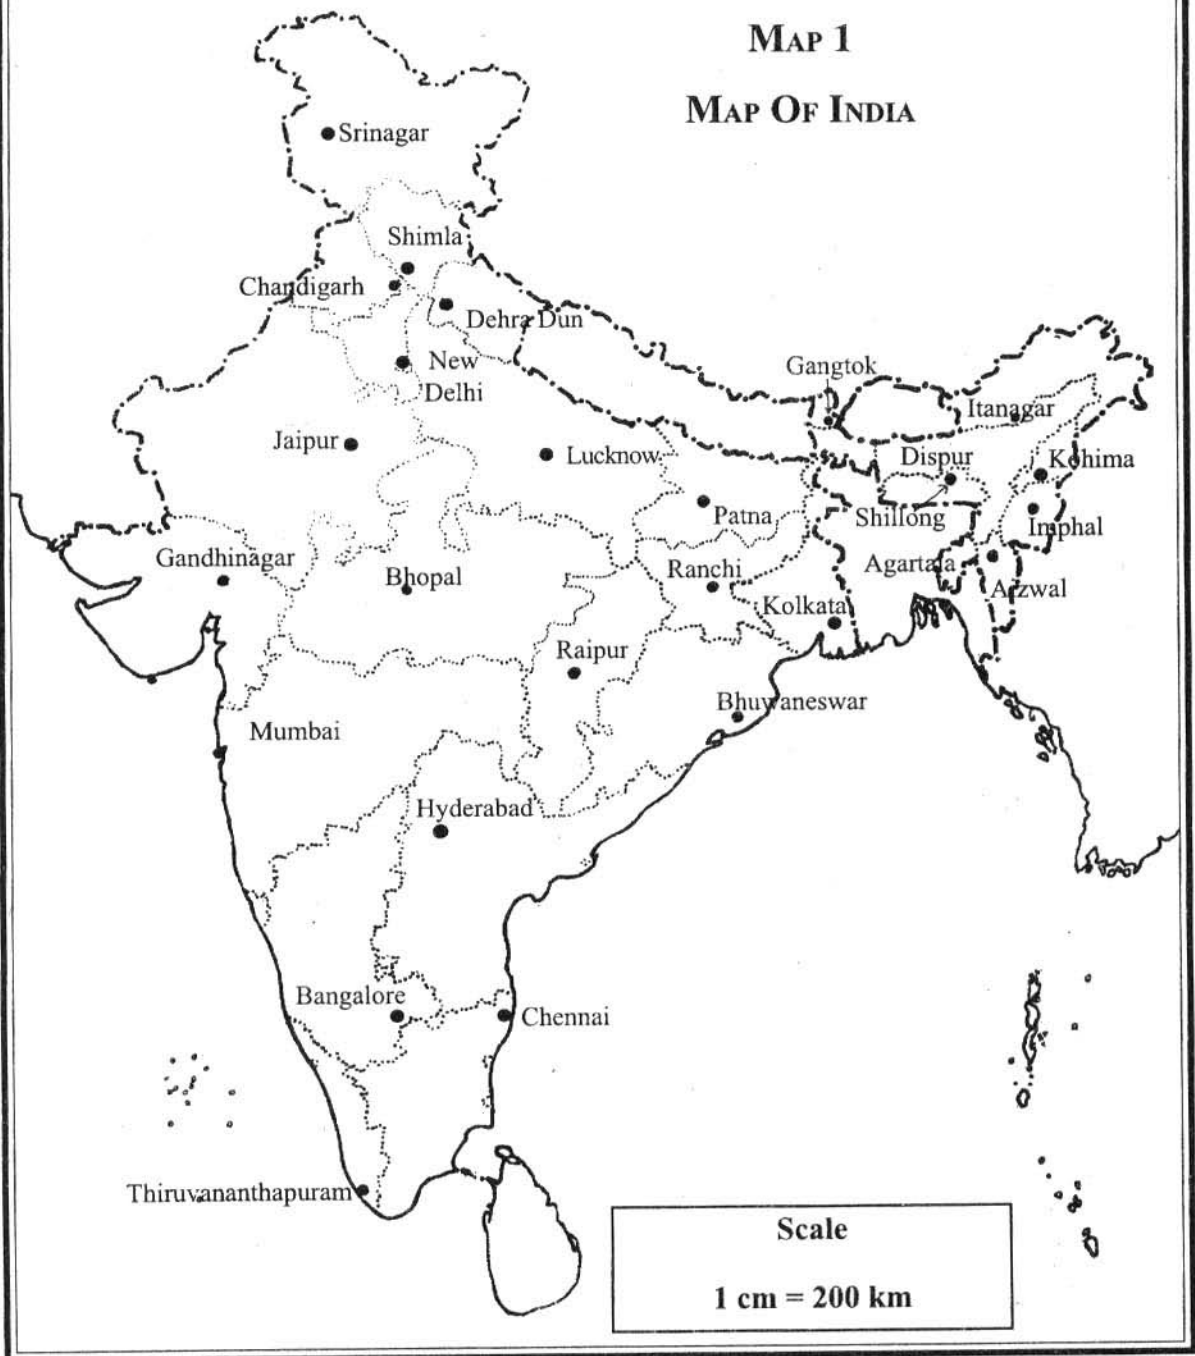 MAP 1
MAP OF INDIA
Srinagar
Shimla
Chandigarh
Dehra Dun
New
Delhi
Gangtok
Itanagar
Jaipur
Lucknow
Dispur
Kohima
Patna
Shillong
Imphal
Gandhinagar
Bhopal
Ranchi
Agartala
Aizwal
Kolkata
Raipur
Bhuwaneswar
Mumbai
Hyderabad
Bangalore
Chennai
Thiruvananthapuram
Scale
1 cm = 200 km